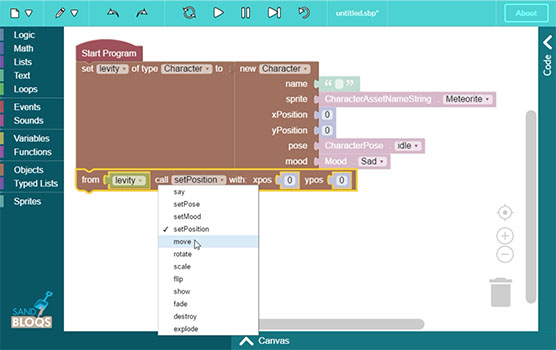 untitled.sbp*
About
Logic
Math
Lists
Text
Loops
Events
Sounds
Variables
Functions
Objects
Typed Lists
Sprites
SAND
BLOQS
Start Program
set levity of type Character to new Character
name “ ”
sprite CharacterAssetNameString . Meteorite
xPosition 0
yPosition 0
pose CharacterPose idle
mood Mood . Sad
from levity call setPosition with: xpos 0 ypos 0
say
setPose
setMood
✓ setPosition
move
rotate
scale
flip
show
fade
destroy
explode
Code
Canvas